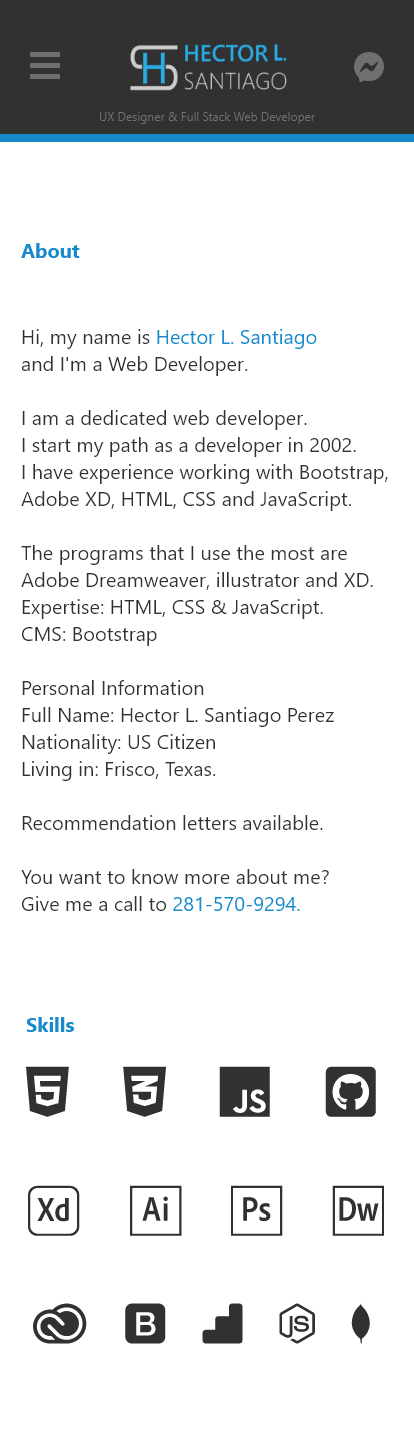 HECTOR L.
SANTIAGO
UX Designer & Full Stack Web Developer
About
Hi, my name is Hector L. Santiago
and I'm a Web Developer.
I am a dedicated web developer.
I start my path as a developer in 2002.
I have experience working with Bootstrap,
Adobe XD, HTML, CSS and JavaScript.
The programs that I use the most are
Adobe Dreamweaver, illustrator and XD.
Expertise: HTML, CSS & JavaScript.
CMS: Bootstrap
Personal Information
Full Name: Hector L. Santiago Perez
Nationality: US Citizen
Living in: Frisco, Texas.
Recommendation letters available.
You want to know more about me?
Give me a call to 281-570-9294.
Skills
5 3 JS
Xd Ai Ps Dw
B JS